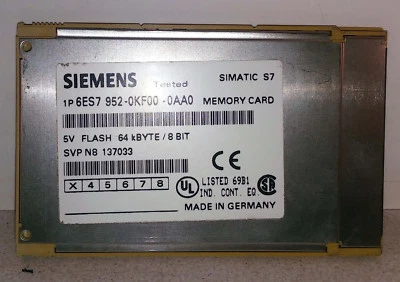 SIEMENS Tested SIMATIC S7
1P 6ES7 952-0KF00-0AA0 MEMORY CARD
5V FLASH 64 kBYTE/8 BIT
SVP N8 137033
X 4 5 6 7 8
UL LISTED 69B1
IND. CONT. EQ
MADE IN GERMANY